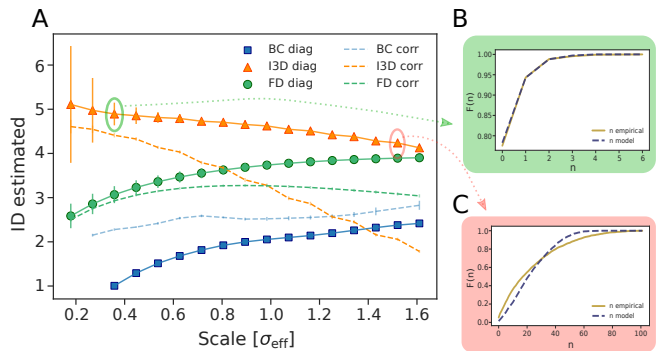 A
BC diag
I3D diag
FD diag
BC corr
I3D corr
FD corr
ID estimated
6
5
4
3
2
1
0.2 0.4 0.6 0.8 1.0 1.2 1.4 1.6
Scale [σeff]
B
F(n)
1.00
0.95
0.90
0.85
0.80
n empirical
n model
0 1 2 3 4 5 6
n
C
F(n)
1.0
0.8
0.6
0.4
0.2
0.0
n empirical
n model
0 20 40 60 80 100
n